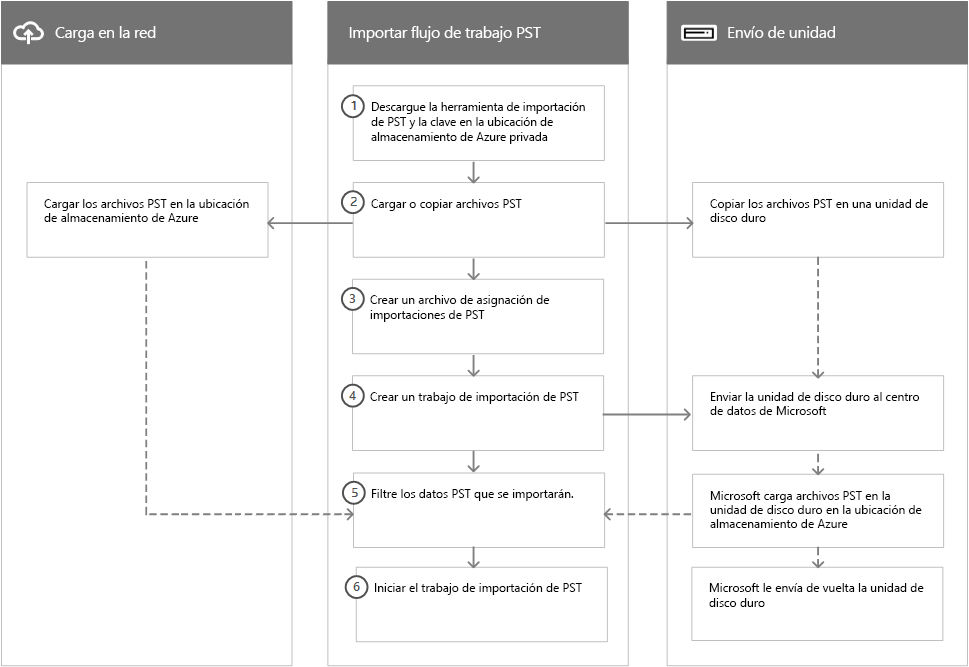 Carga en la red
Importar flujo de trabajo PST
Envío de unidad
1
Descargue la herramienta de importación
de PST y la clave en la ubicación de
almacenamiento de Azure privada
Cargar los archivos PST en la ubicación
de almacenamiento de Azure
2
Cargar o copiar archivos PST
Copiar los archivos PST en una unidad de
disco duro
3
Crear un archivo de asignación de
importaciones de PST
4
Crear un trabajo de importación de PST
Enviar la unidad de disco duro al centro
de datos de Microsoft
5
Filtre los datos PST que se importarán.
Microsoft carga archivos PST en la
unidad de disco duro en la ubicación de
almacenamiento de Azure
6
Iniciar el trabajo de importación de PST
Microsoft le envía de vuelta la unidad de
disco duro